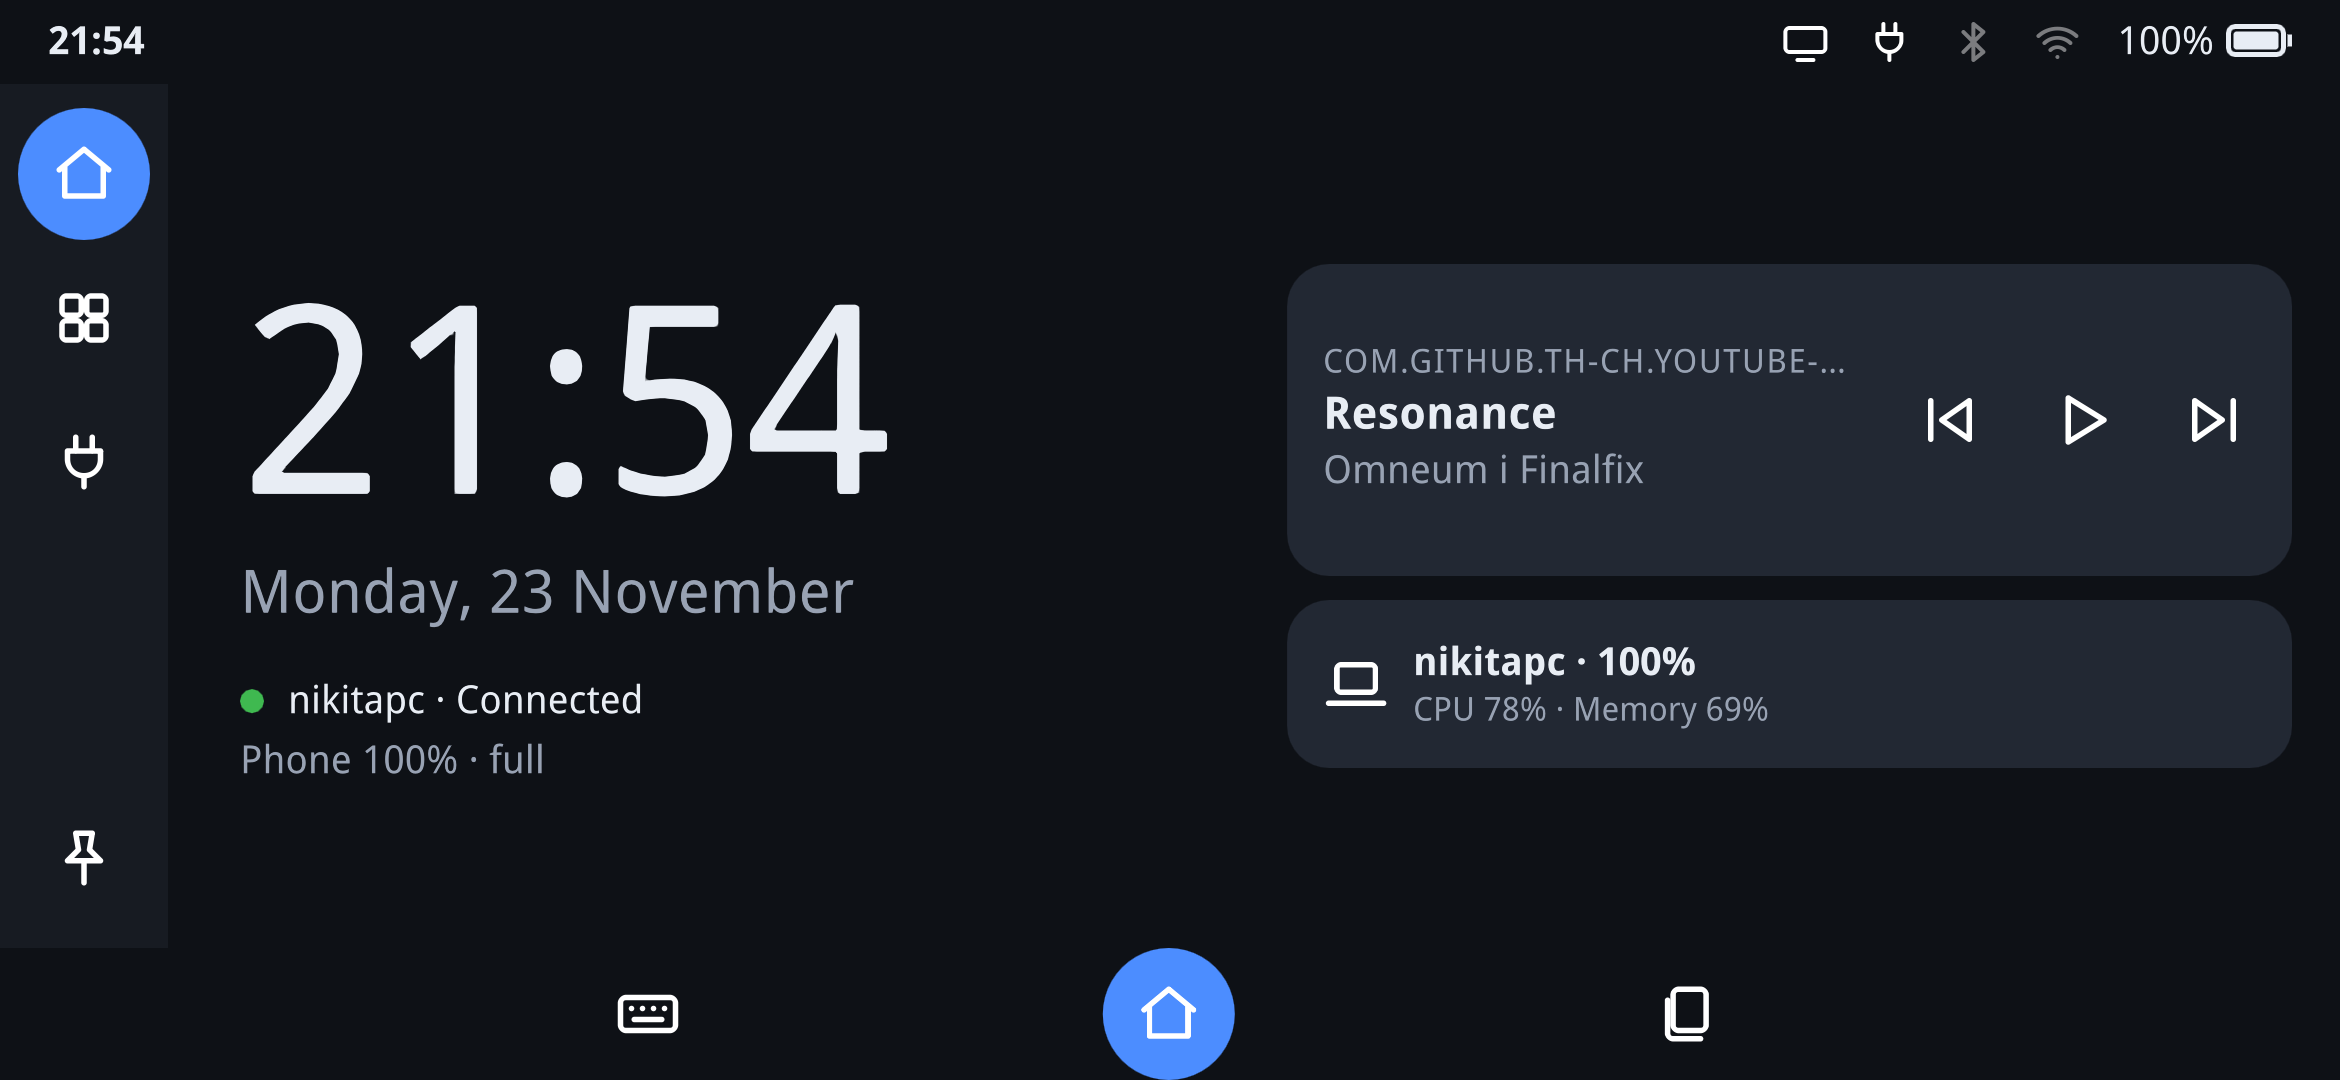 21:54
100%
21:54
Monday, 23 November
nikitapc · Connected
Phone 100% · full
COM.GITHUB.TH-CH.YOUTUBE-...
Resonance
Omneum i Finalfix
nikitapc · 100%
CPU 78% · Memory 69%